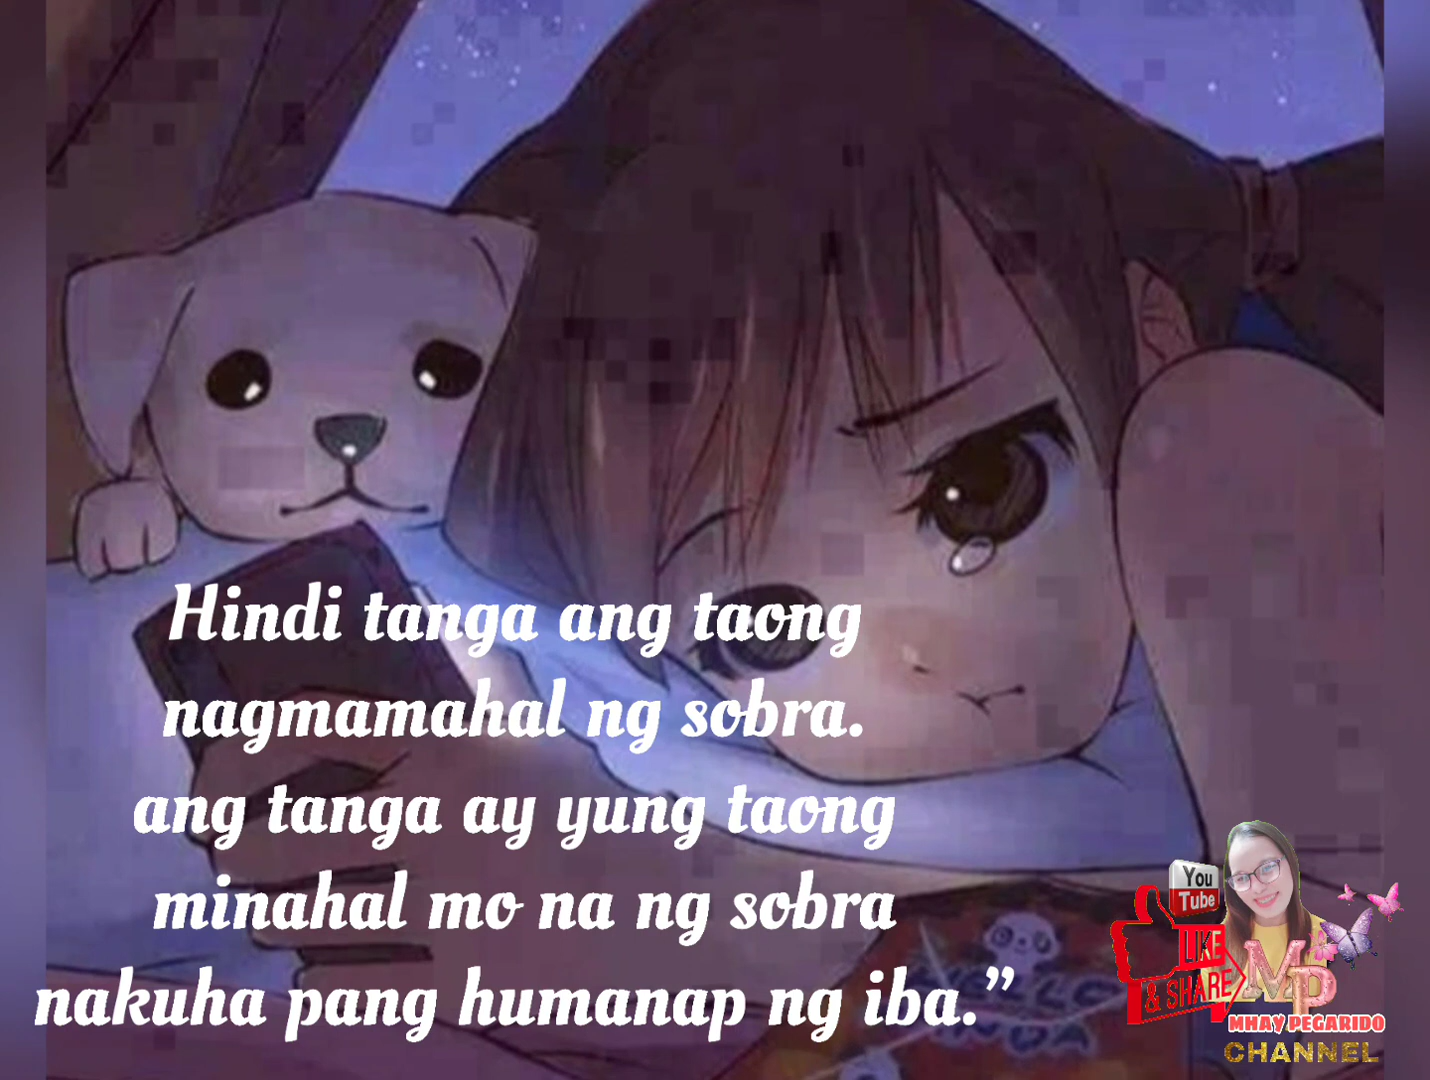 Hindi tanga ang taong
nagmamahal ng sobra.
ang tanga ay yung taong
minahal mo na ng sobra
nakuha pang humanap ng iba.”
You
Tube
LIKE
& SHARE
MP
MHAY PEGARIDO
CHANNEL